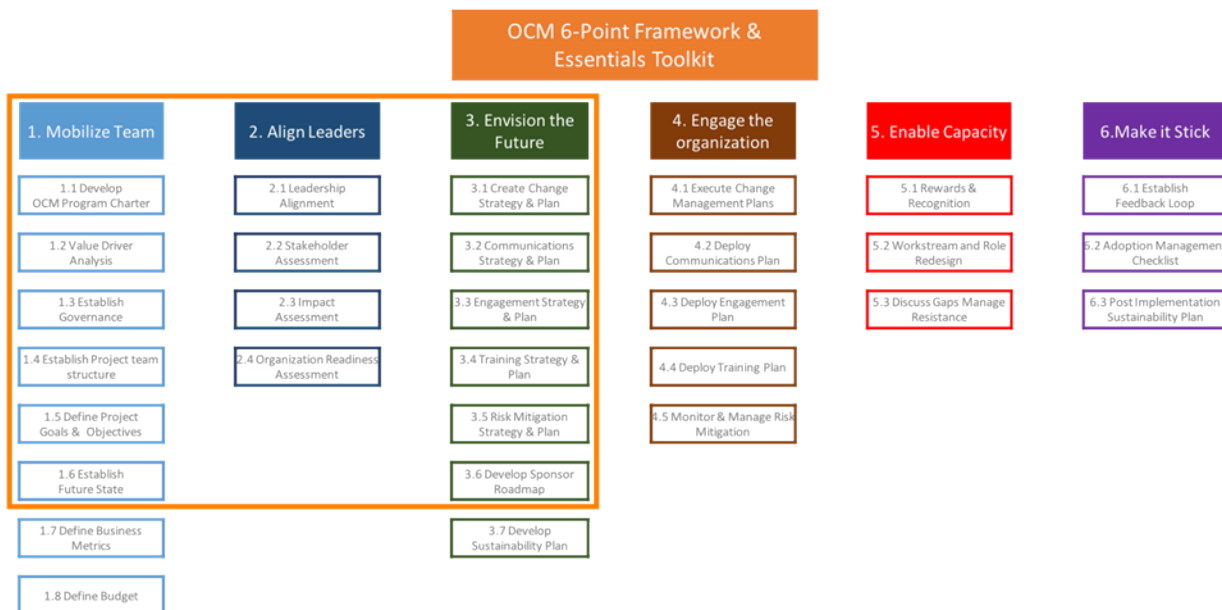 OCM 6-Point Framework &
Essentials Toolkit
1. Mobilize Team
1.1 Develop
OCM Program Charter
1.2 Value Driver
Analysis
1.3 Establish
Governance
1.4 Establish Project team
structure
1.5 Define Project
Goals & Objectives
1.6 Establish
Future State
1.7 Define Business
Metrics
1.8 Define Budget
2. Align Leaders
2.1 Leadership
Alignment
2.2 Stakeholder
Assessment
2.3 Impact
Assessment
2.4 Organization Readiness
Assessment
3. Envision the
Future
3.1 Create Change
Strategy & Plan
3.2 Communications
Strategy & Plan
3.3 Engagement Strategy
& Plan
3.4 Training Strategy &
Plan
3.5 Risk Mitigation
Strategy & Plan
3.6 Develop Sponsor
Roadmap
3.7 Develop
Sustainability Plan
4. Engage the
organization
4.1 Execute Change
Management Plans
4.2 Deploy
Communications Plan
4.3 Deploy Engagement
Plan
4.4 Deploy Training Plan
4.5 Monitor & Manage Risk
Mitigation
5. Enable Capacity
5.1 Rewards &
Recognition
5.2 Workstream and Role
Redesign
5.3 Discuss Gaps Manage
Resistance
6.Make it Stick
6.1 Establish
Feedback Loop
6.2 Adoption Management
Checklist
6.3 Post Implementation
Sustainability Plan